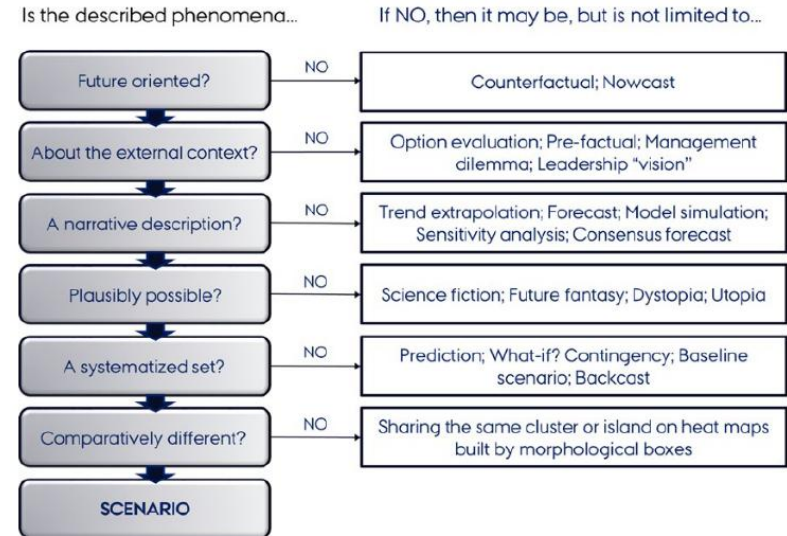 Is the described phenomena...
If NO, then it may be, but is not limited to...
Future oriented?
NO
Counterfactual; Nowcast
About the external context?
NO
Option evaluation; Pre-factual; Management
dilemma; Leadership “vision”
A narrative description?
NO
Trend extrapolation; Forecast; Model simulation;
Sensitivity analysis; Consensus forecast
Plausibly possible?
NO
Science fiction; Future fantasy; Dystopia; Utopia
A systematized set?
NO
Prediction; What-if? Contingency; Baseline
scenario; Backcast
Comparatively different?
NO
Sharing the same cluster or island on heat maps
built by morphological boxes
SCENARIO